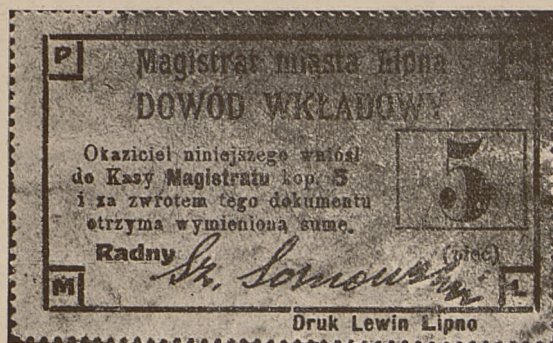 P
Magistrat miasta Lipna
DOWÓD WKŁADOWY
Okaziciel niniejszego wniósł
do Kasy Magistratu kop. 5
i za zwrotem tego dokumentu
otrzyma wymienioną sumę.
5
(pięć)
Radny Sz.
M
L
Druk Lewin Lipno